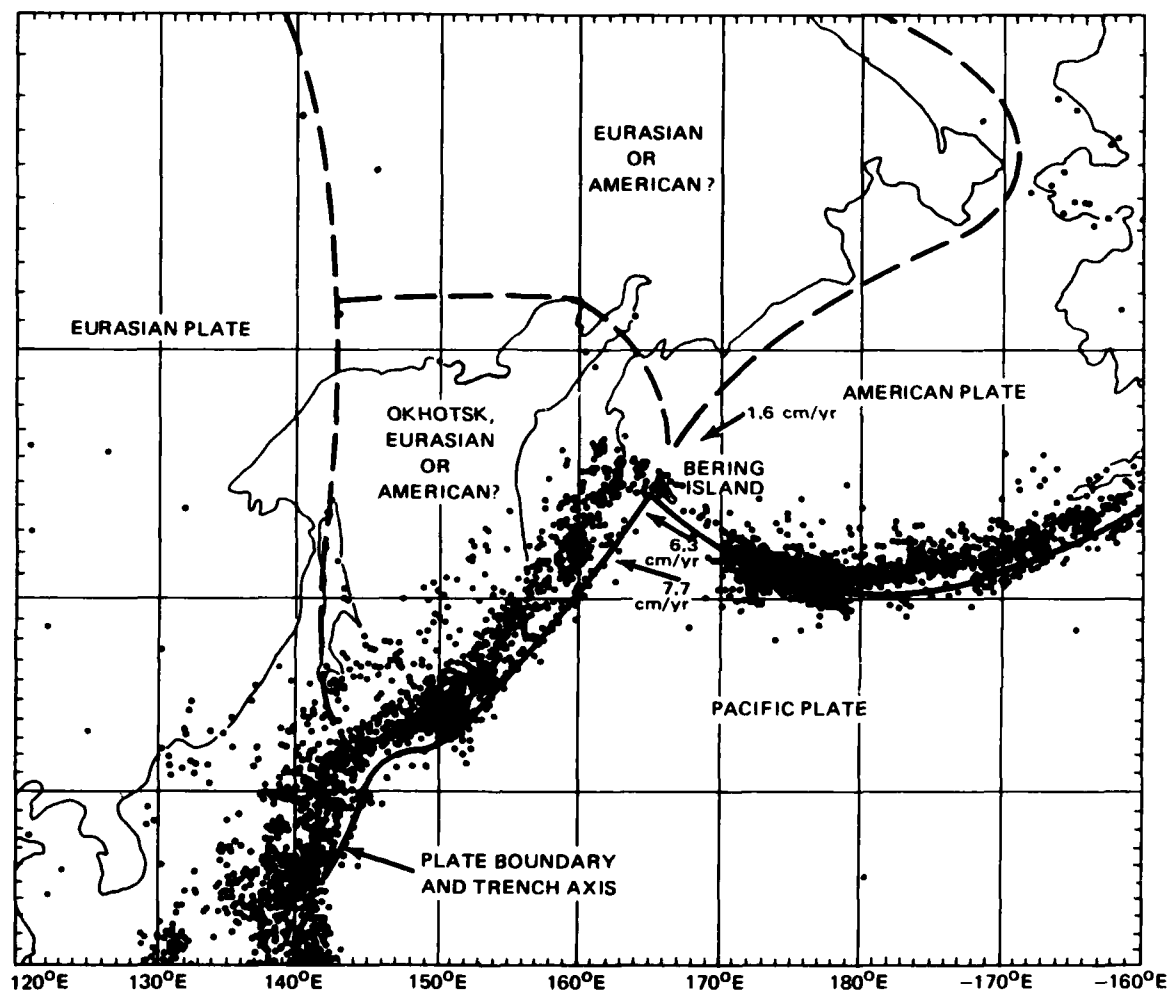 EURASIAN
OR
AMERICAN?
EURASIAN PLATE
AMERICAN PLATE
1.6 cm/yr
OKHOTSK,
EURASIAN
OR
AMERICAN?
BERING
ISLAND
6.3
cm/yr
7.7
cm/yr
PACIFIC PLATE
PLATE BOUNDARY
AND TRENCH AXIS
120°E 130°E 140°E 150°E 160°E 170°E 180°E -170°E -160°E